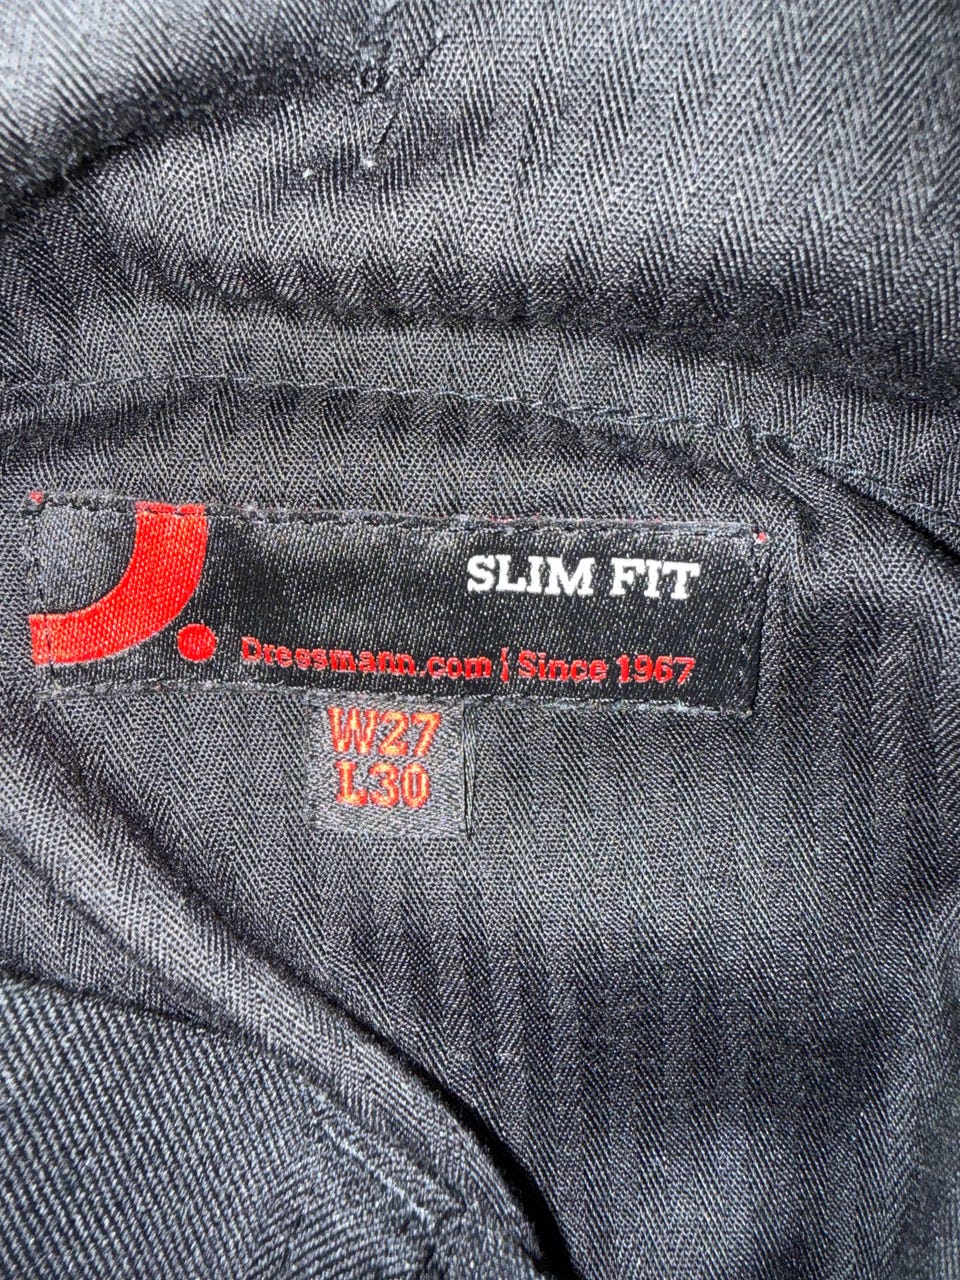 SLIM FIT
Dressmann.com | Since 1967
W27
L30